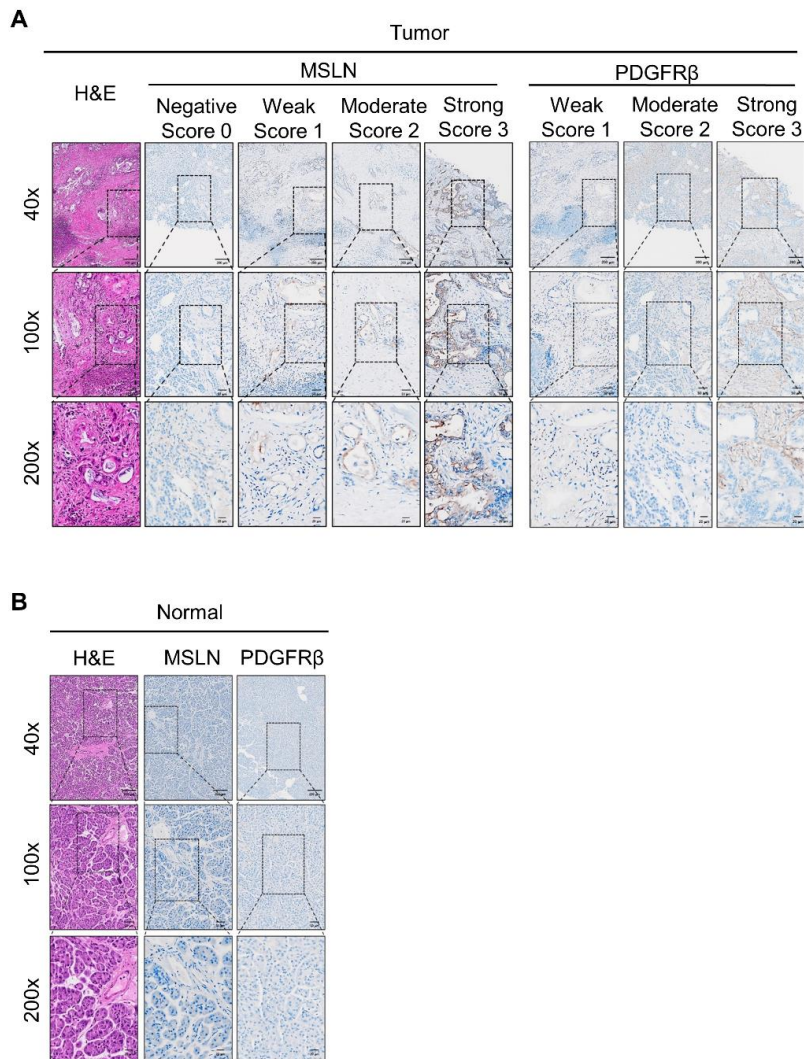 A
Tumor
MSLN
PDGFRβ
H&E
Negative Weak Moderate Strong Weak Moderate Strong
Score 0 Score 1 Score 2 Score 3 Score 1 Score 2 Score 3
40x
100x
200x
B
Normal
H&E MSLN PDGFRβ
40x
100x
200x